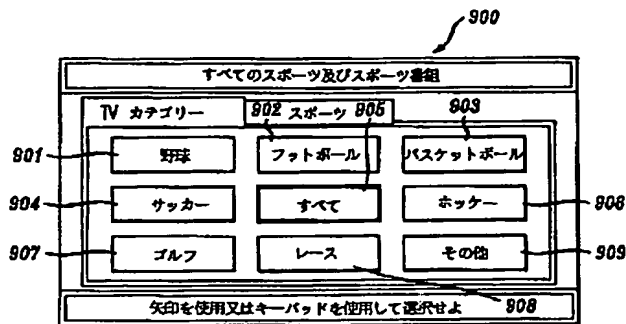 900
すべてのスポーツ及びスポーツ番組
TV カテゴリー 902 スポーツ 905 903
901 野球 フットボール バスケットボール
904 サッカー すべて ホッケー 908
907 ゴルフ レース その他 909
矢印を使用又はキーパッドを使用して選択せよ 908